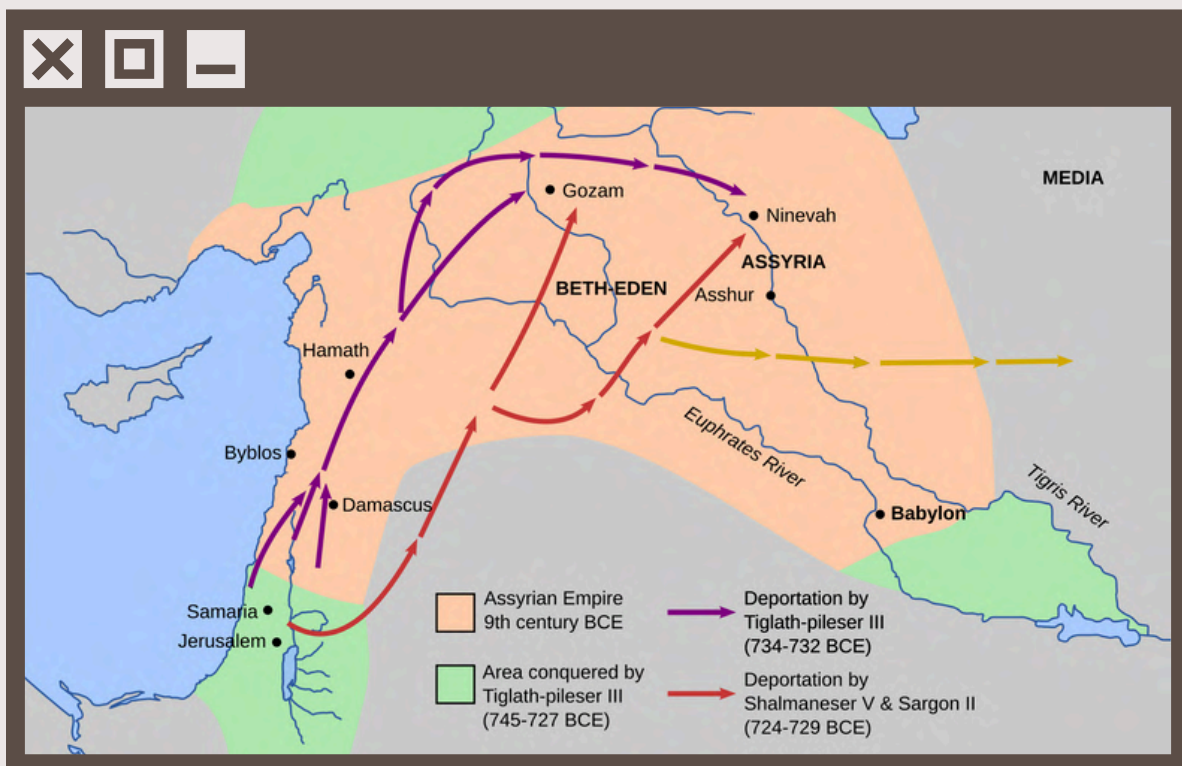 MEDIA
Gozam
Ninevah
ASSYRIA
BETH-EDEN
Asshur
Hamath
Byblos
Euphrates River
Damascus
Tigris River
Babylon
Samaria
Jerusalem
Assyrian Empire
9th century BCE
Area conquered by
Tiglath-pileser III
(745-727 BCE)
Deportation by
Tiglath-pileser III
(734-732 BCE)
Deportation by
Shalmaneser V & Sargon II
(724-729 BCE)